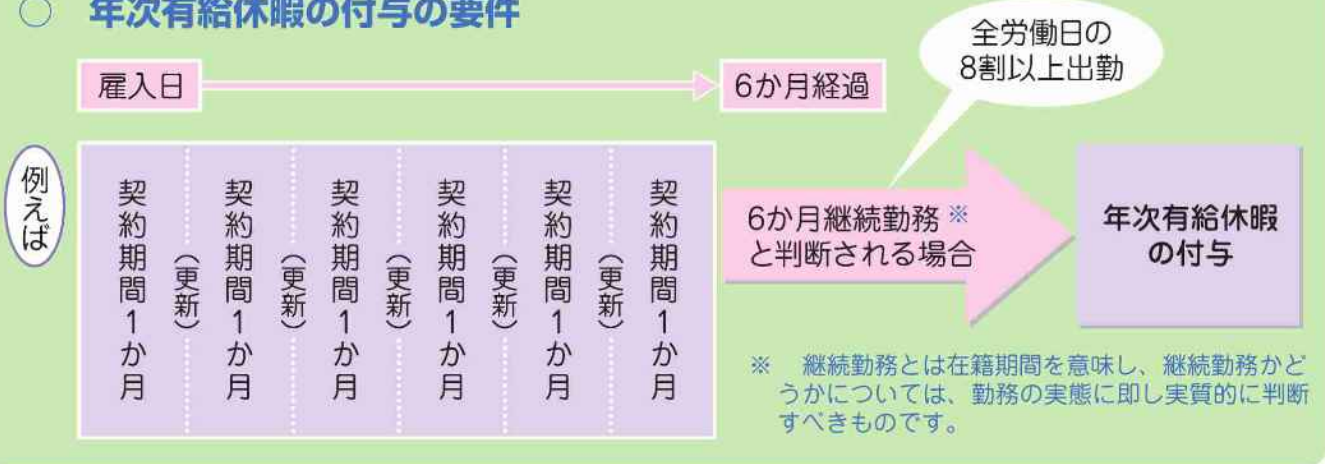 ○ 年次有給休暇の付与の要件
雇入日
6か月経過
全労働日の
8割以上出勤
例えば
契約期間1か月
(更新)
契約期間1か月
(更新)
契約期間1か月
(更新)
契約期間1か月
(更新)
契約期間1か月
(更新)
契約期間1か月
6か月継続勤務※
と判断される場合
年次有給休暇
の付与
※ 継続勤務とは在籍期間を意味し、継続勤務かど
うかについては、勤務の実態に即し実質的に判断
すべきものです。